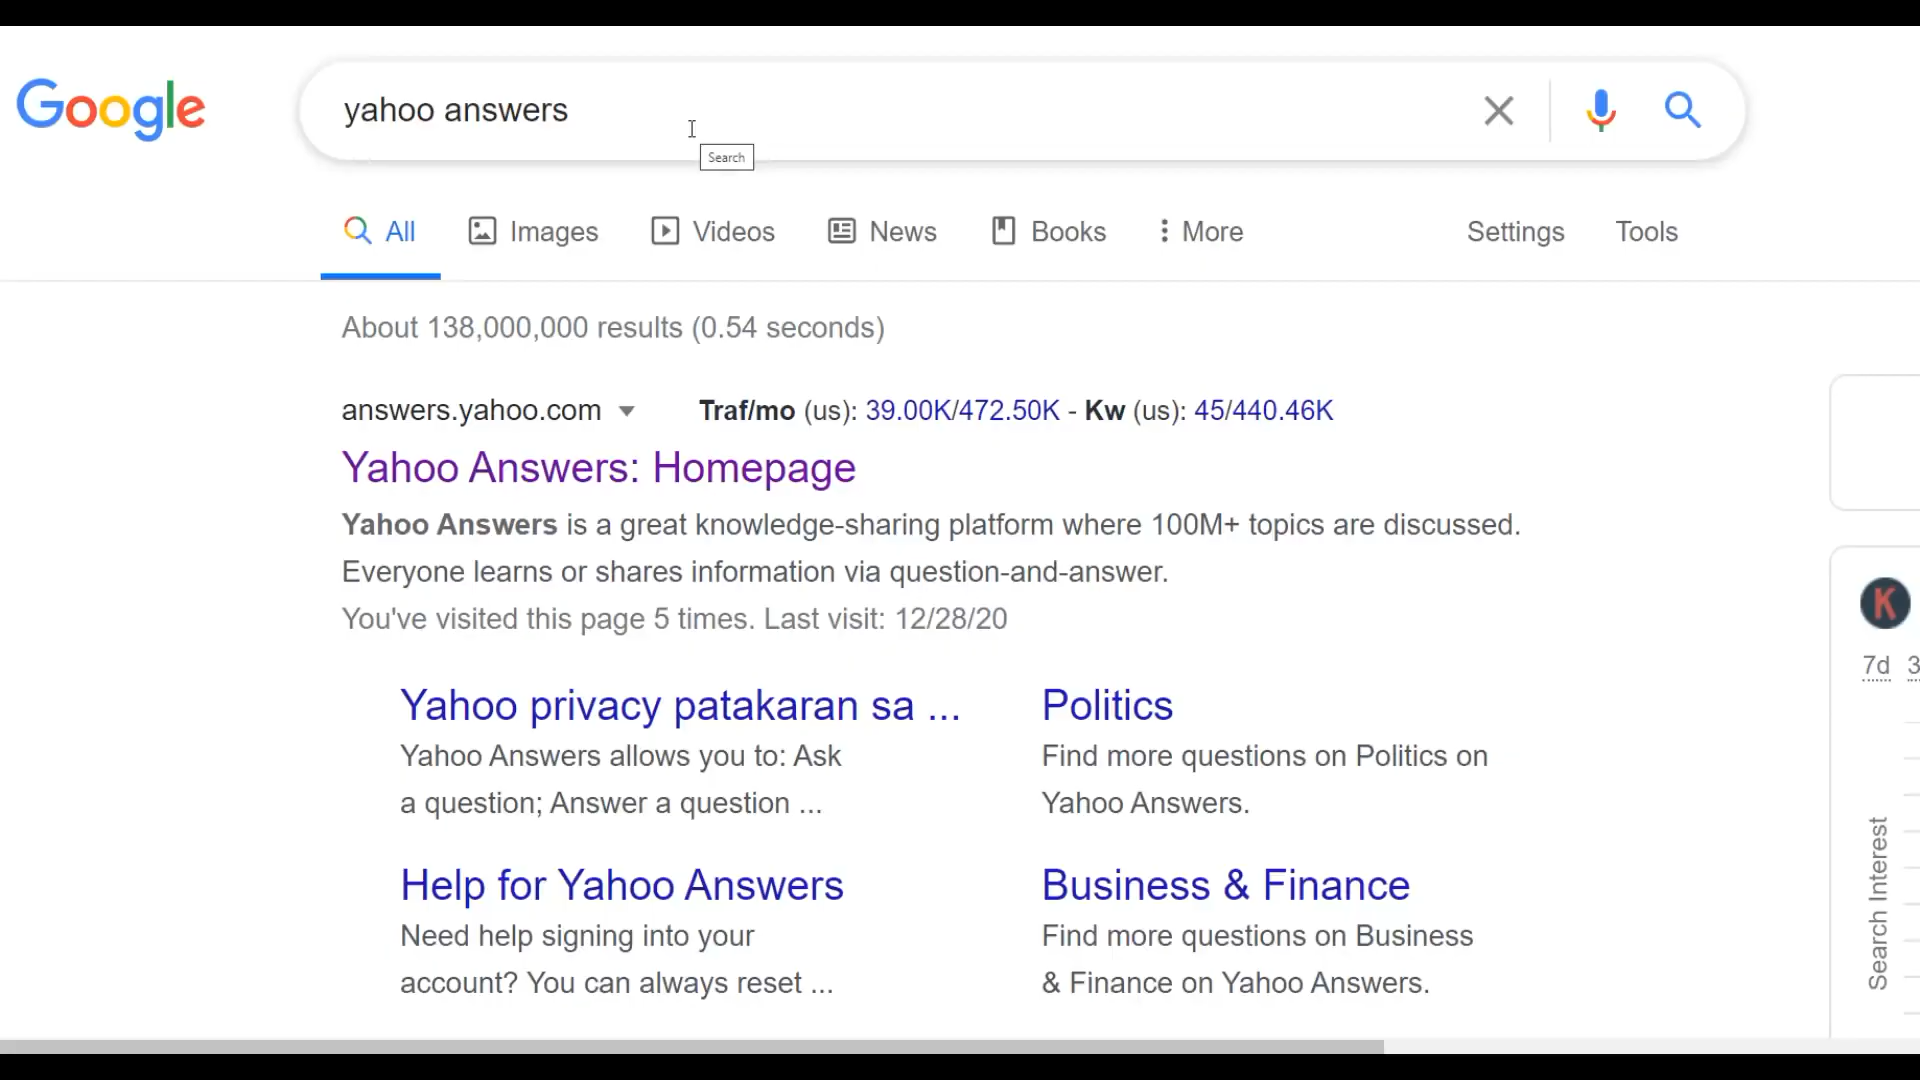 Google
yahoo answers
Search
All Images Videos News Books More Settings Tools
About 138,000,000 results (0.54 seconds)
answers.yahoo.com Traf/mo (us): 39.00K/472.50K - Kw (us): 45/440.46K
Yahoo Answers: Homepage
Yahoo Answers is a great knowledge-sharing platform where 100M+ topics are discussed.
Everyone learns or shares information via question-and-answer.
You've visited this page 5 times. Last visit: 12/28/20
Yahoo privacy patakaran sa ...
Yahoo Answers allows you to: Ask
a question; Answer a question ...
Politics
Find more questions on Politics on
Yahoo Answers.
Help for Yahoo Answers
Need help signing into your
account? You can always reset ...
Business & Finance
Find more questions on Business
& Finance on Yahoo Answers.
K
7d 3
Search Interest